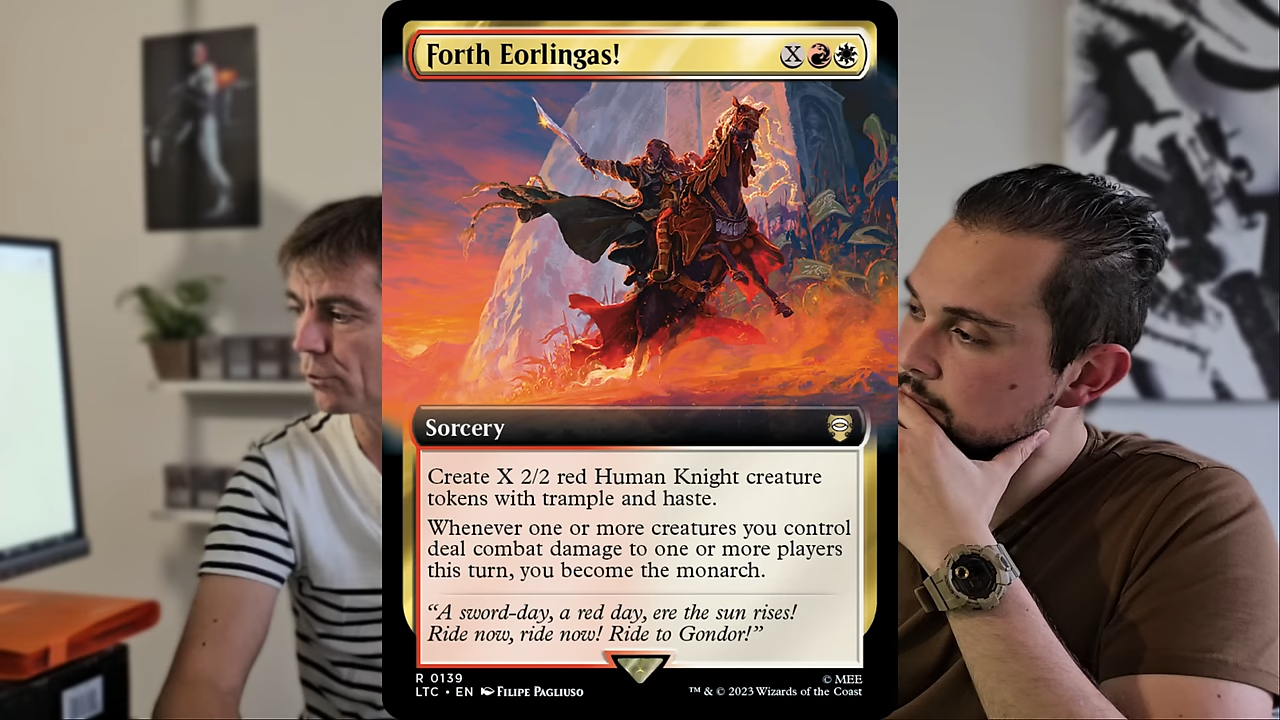 Forth Eorlingas!
X
Sorcery
Create X 2/2 red Human Knight creature
tokens with trample and haste.
Whenever one or more creatures you control
deal combat damage to one or more players
this turn, you become the monarch.
“A sword-day, a red day, ere the sun rises!
Ride now, ride now! Ride to Gondor!”
R 0139
LTC • EN Filipe Pagliuso
© MEE
™ & © 2023 Wizards of the Coast